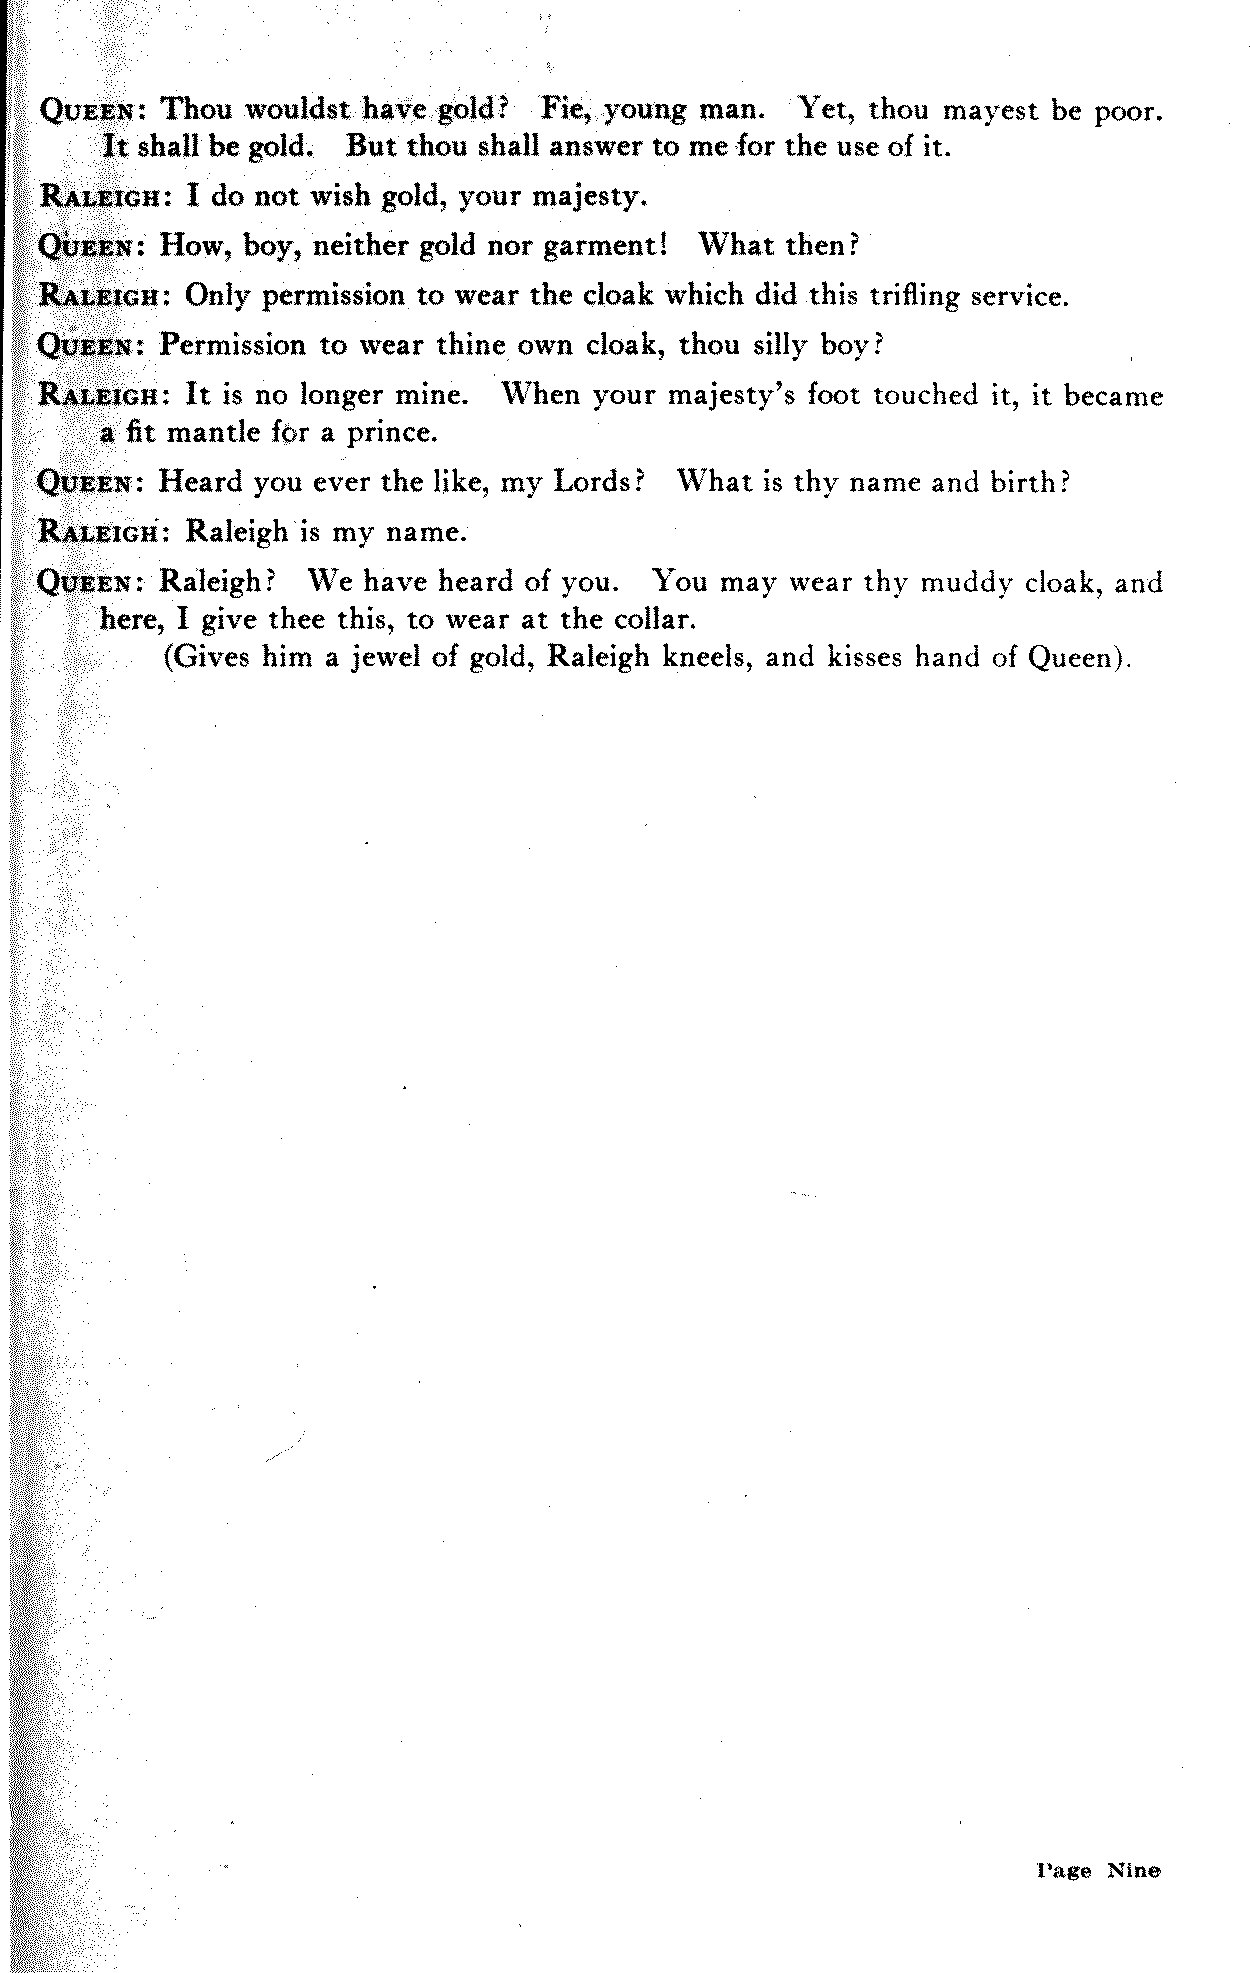 QUEEN: Thou wouldst have gold? Fie, young man. Yet, thou mayest be poor.
It shall be gold. But thou shall answer to me for the use of it.
RALEIGH: I do not wish gold, your majesty.
QUEEN: How, boy, neither gold nor garment! What then?
RALEIGH: Only permission to wear the cloak which did this trifling service.
QUEEN: Permission to wear thine own cloak, thou silly boy?
RALEIGH: It is no longer mine. When your majesty's foot touched it, it became
a fit mantle for a prince.
QUEEN: Heard you ever the like, my Lords? What is thy name and birth?
RALEIGH: Raleigh is my name.
QUEEN: Raleigh? We have heard of you. You may wear thy muddy cloak, and
here, I give thee this, to wear at the collar.
(Gives him a jewel of gold, Raleigh kneels, and kisses hand of Queen).
Page Nine